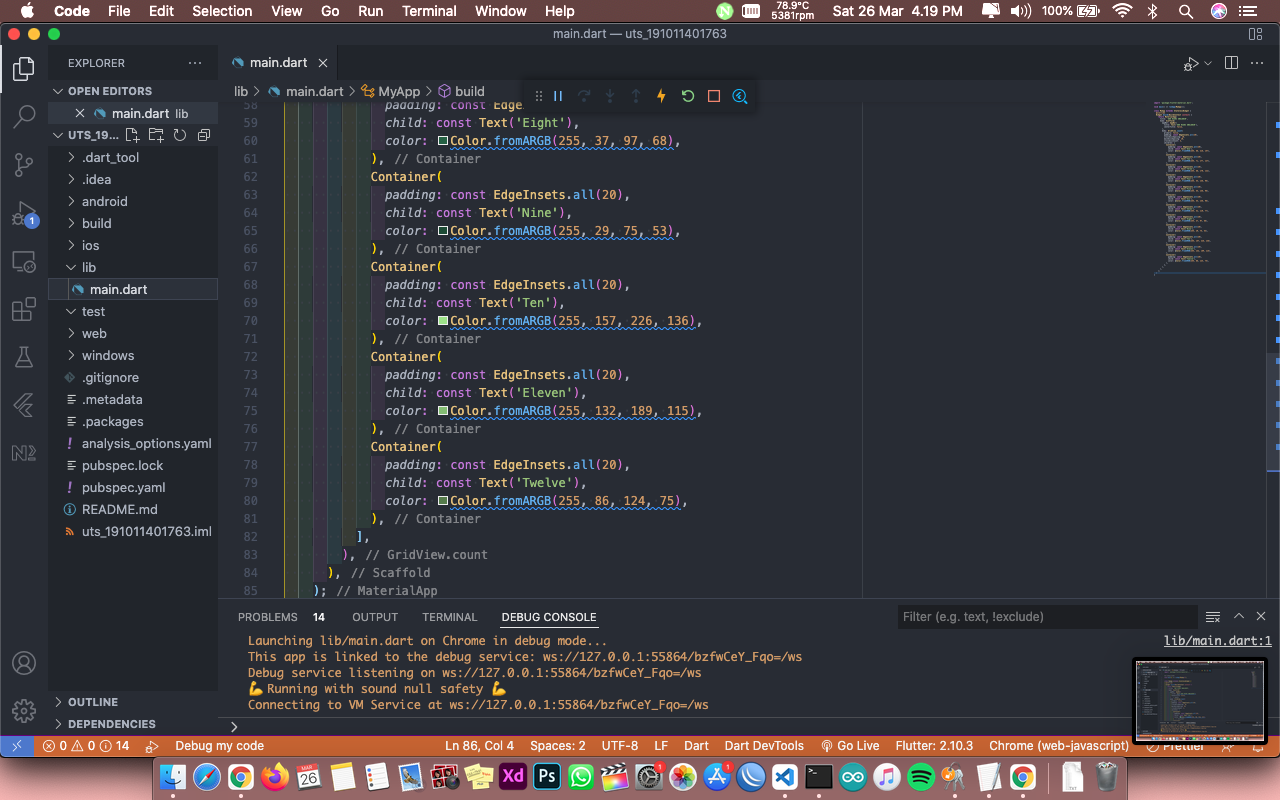 Code File Edit Selection View Go Run Terminal Window Help 78.9°C 5381rpm Sat 26 Mar 4.19 PM 100%
main.dart — uts_191011401763
EXPLORER
main.dart
OPEN EDITORS
lib > main.dart > MyApp > build
main.dart lib
UTS_19...
.dart_tool
.idea
android
build
ios
lib
main.dart
test
web
windows
.gitignore
.metadata
.packages
analysis_options.yaml
pubspec.lock
pubspec.yaml
README.md
uts_191011401763.iml
OUTLINE
DEPENDENCIES
1
58 padding: const
59 child: const Text('Eight'),
60 color: Color.fromARGB(255, 37, 97, 68),
61 ), // Container
62 Container(
63 padding: const EdgeInsets.all(20),
64 child: const Text('Nine'),
65 color: Color.fromARGB(255, 29, 75, 53),
66 ), // Container
67 Container(
68 padding: const EdgeInsets.all(20),
69 child: const Text('Ten'),
70 color: Color.fromARGB(255, 157, 226, 136),
71 ), // Container
72 Container(
73 padding: const EdgeInsets.all(20),
74 child: const Text('Eleven'),
75 color: Color.fromARGB(255, 132, 189, 115),
76 ), // Container
77 Container(
78 padding: const EdgeInsets.all(20),
79 child: const Text('Twelve'),
80 color: Color.fromARGB(255, 86, 124, 75),
81 ), // Container
82 ],
83 ), // GridView.count
84 ), // Scaffold
85 ); // MaterialApp
PROBLEMS 14 OUTPUT TERMINAL DEBUG CONSOLE Filter (e.g. text, !exclude)
Launching lib/main.dart on Chrome in debug mode... lib/main.dart:1
This app is linked to the debug service: ws://127.0.0.1:55864/bzfwCeY_Fqo=/ws
Debug service listening on ws://127.0.0.1:55864/bzfwCeY_Fqo=/ws
💪 Running with sound null safety 💪
Connecting to VM Service at ws://127.0.0.1:55864/bzfwCeY_Fqo=/ws
0 0 14 Debug my code Ln 86, Col 4 Spaces: 2 UTF-8 LF Dart Dart DevTools Go Live Flutter: 2.10.3 Chrome (web-javascript) Prettier
MAR 26 Xd Ps 1 1